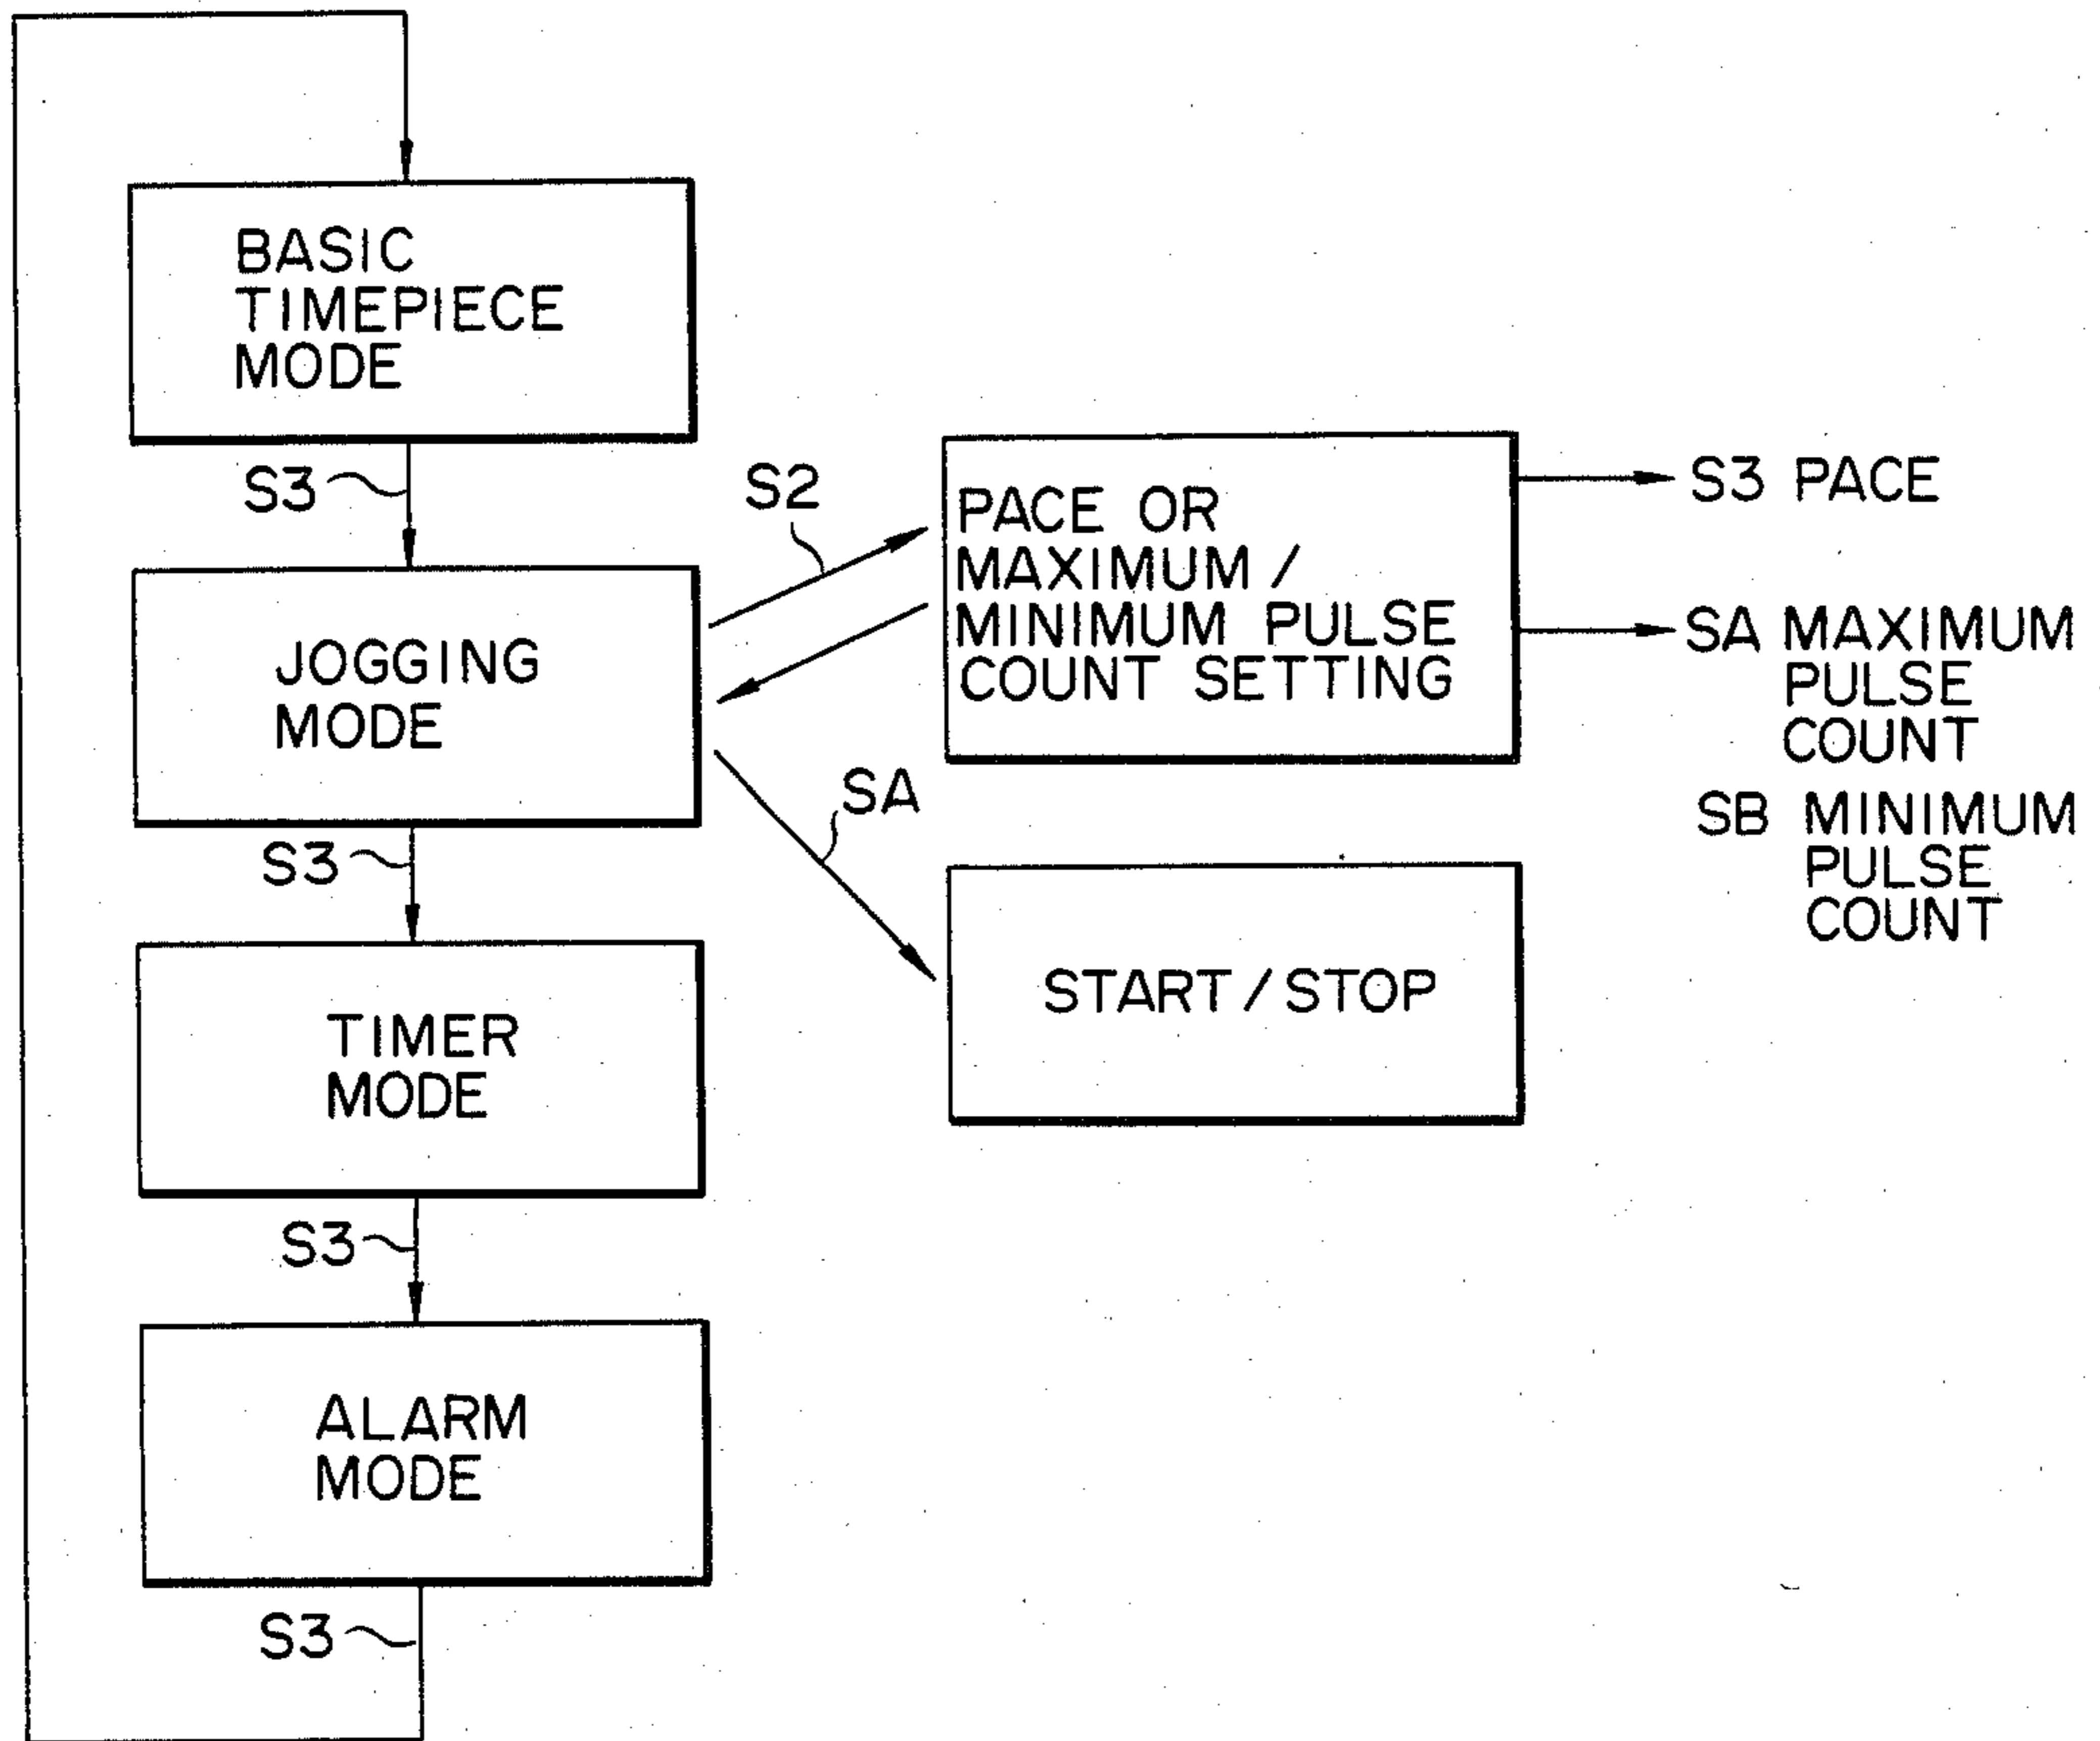 BASIC
TIMEPIECE
MODE
S3
JOGGING
MODE
S3
TIMER
MODE
S3
ALARM
MODE
S3
S2
PACE OR
MAXIMUM /
MINIMUM PULSE
COUNT SETTING
SA
START / STOP
S3 PACE
SA MAXIMUM
PULSE
COUNT
SB MINIMUM
PULSE
COUNT